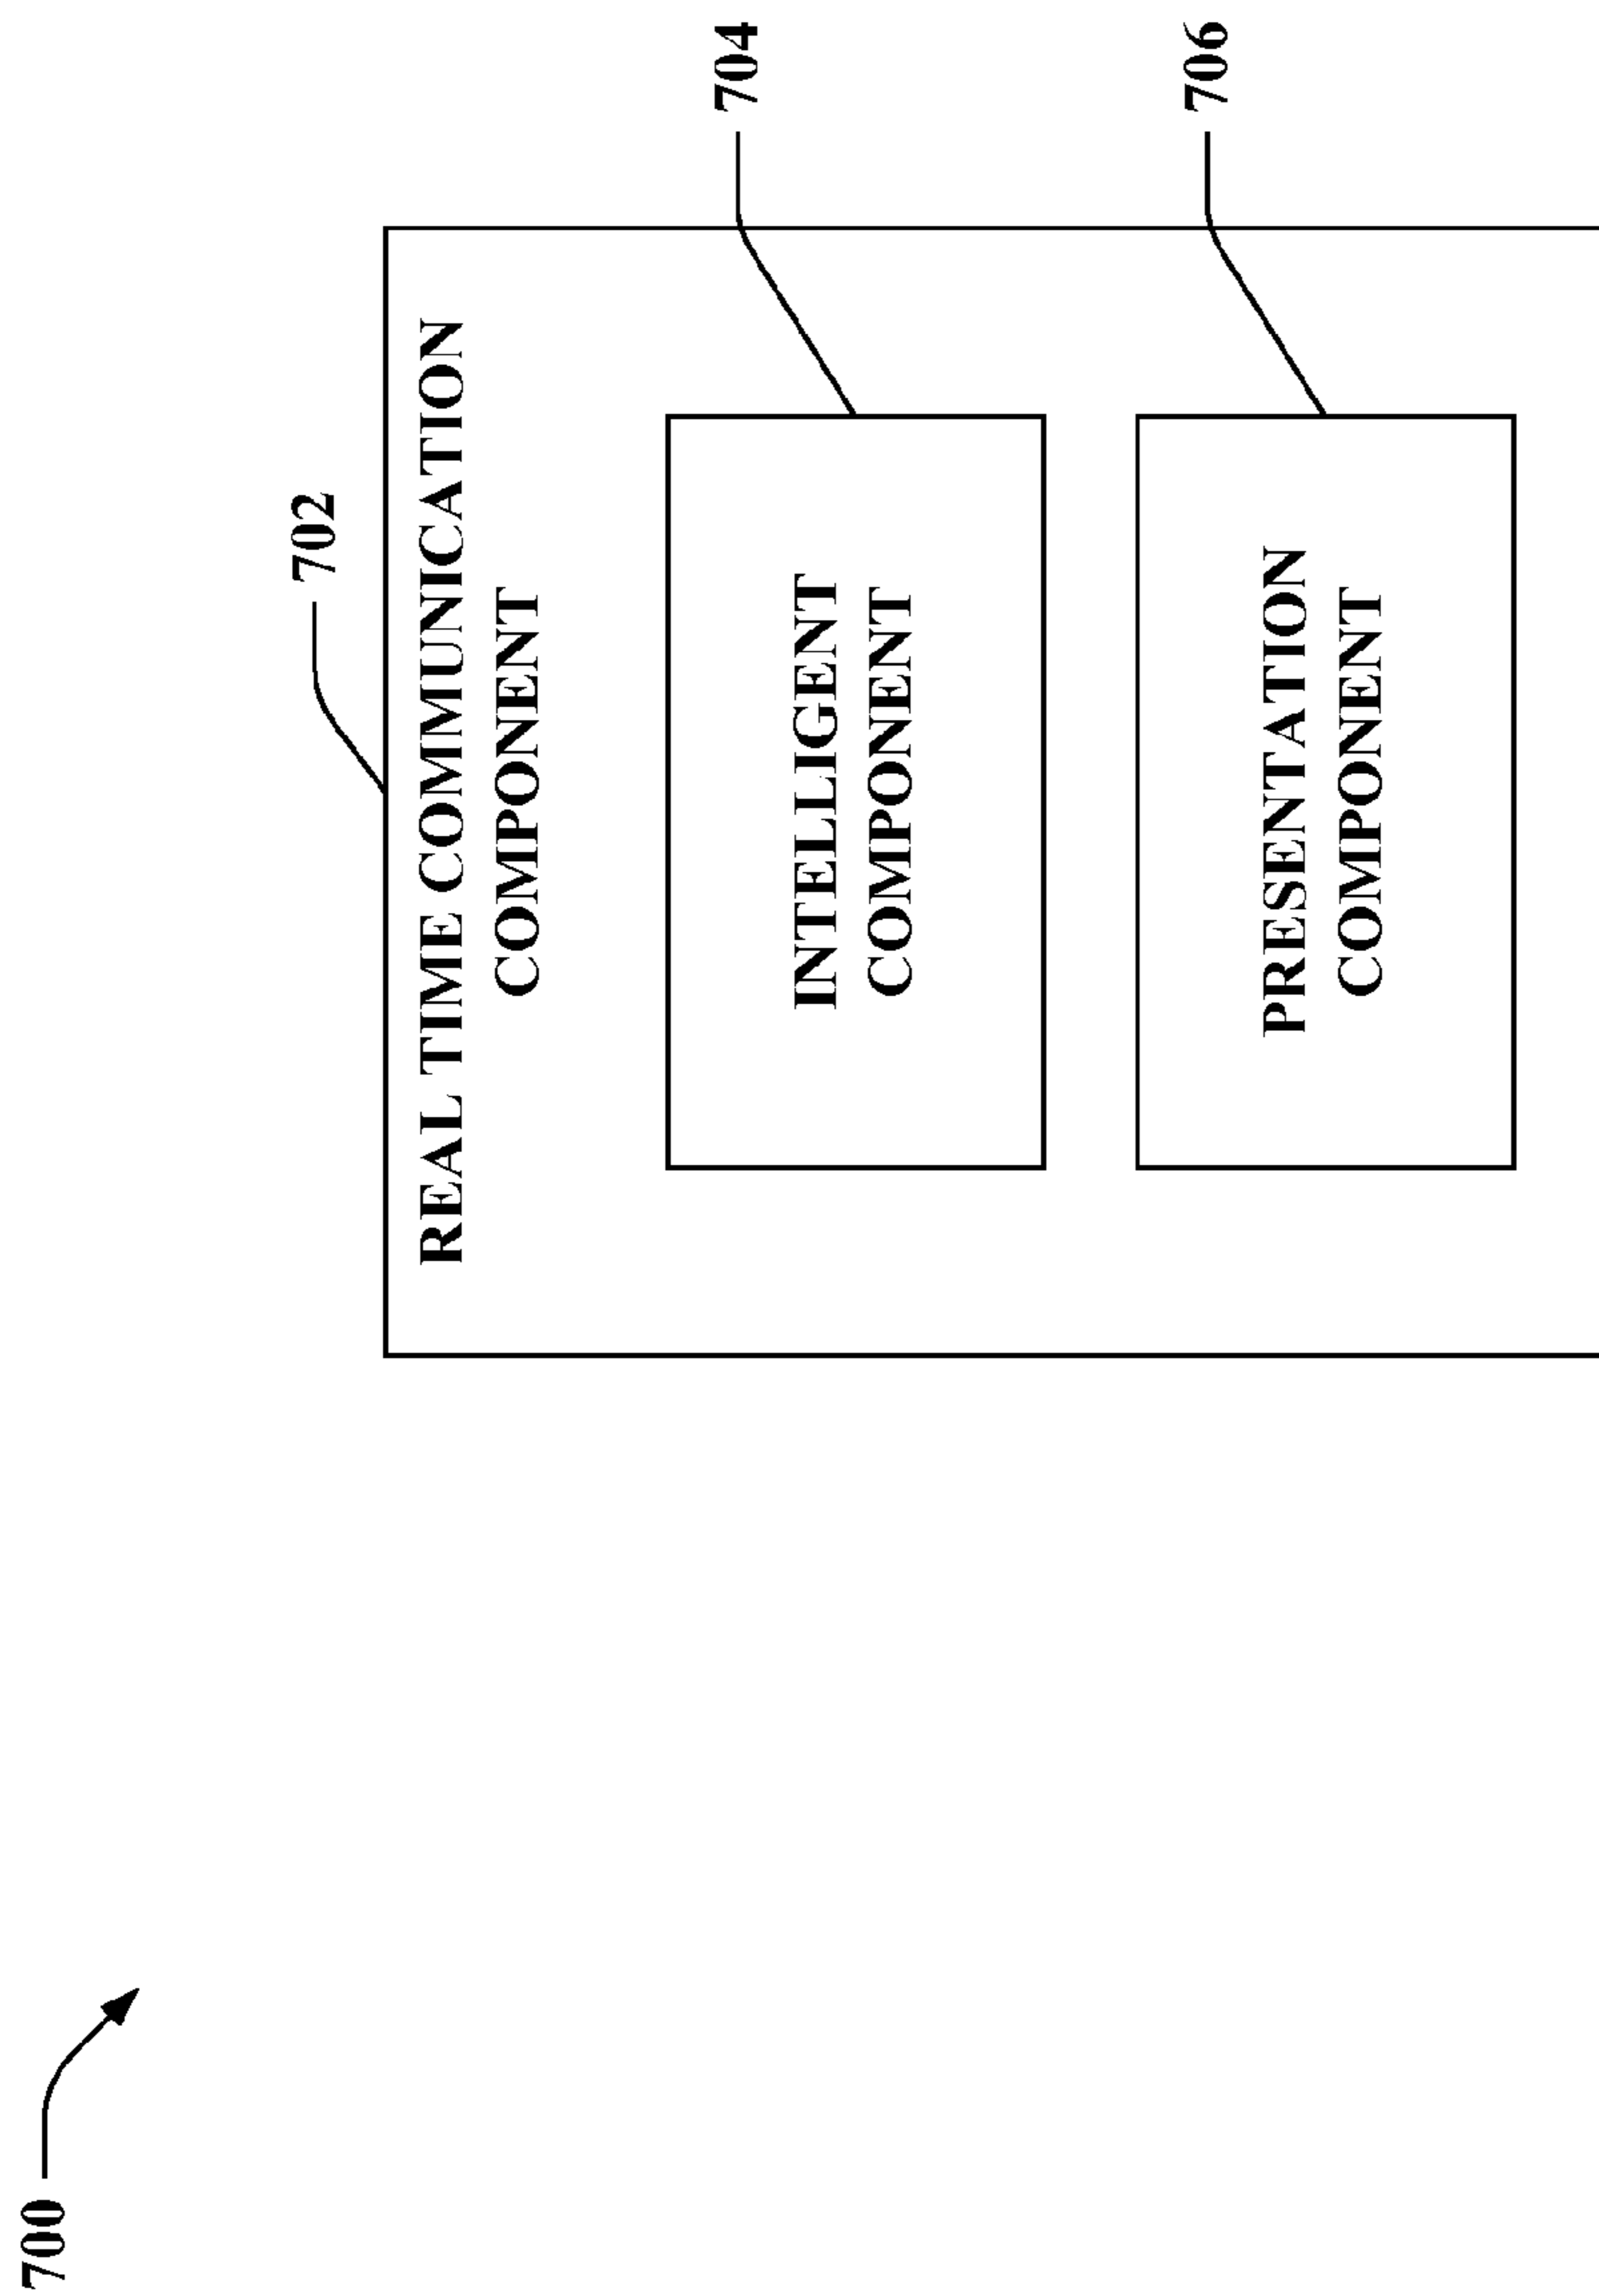 700
702
REAL TIME COMMUNICATION
COMPONENT
704
INTELLIGENT
COMPONENT
706
PRESENTATION
COMPONENT